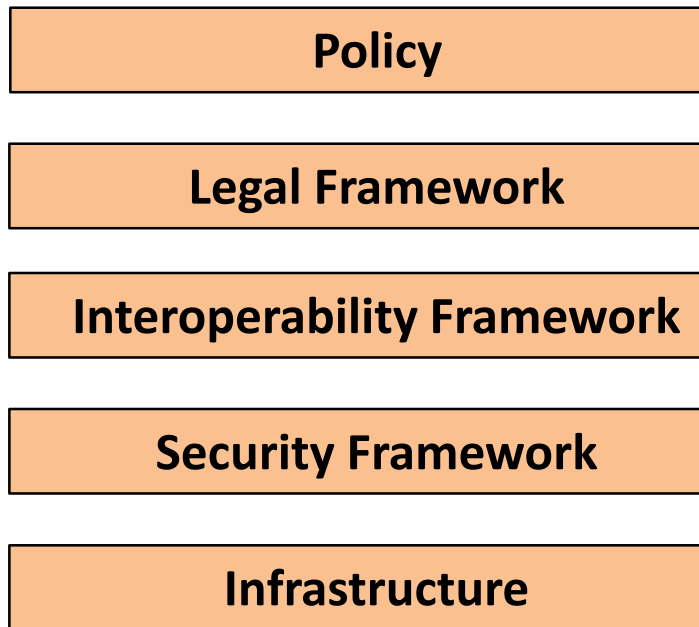 Policy
Legal Framework
Interoperability Framework
Security Framework
Infrastructure